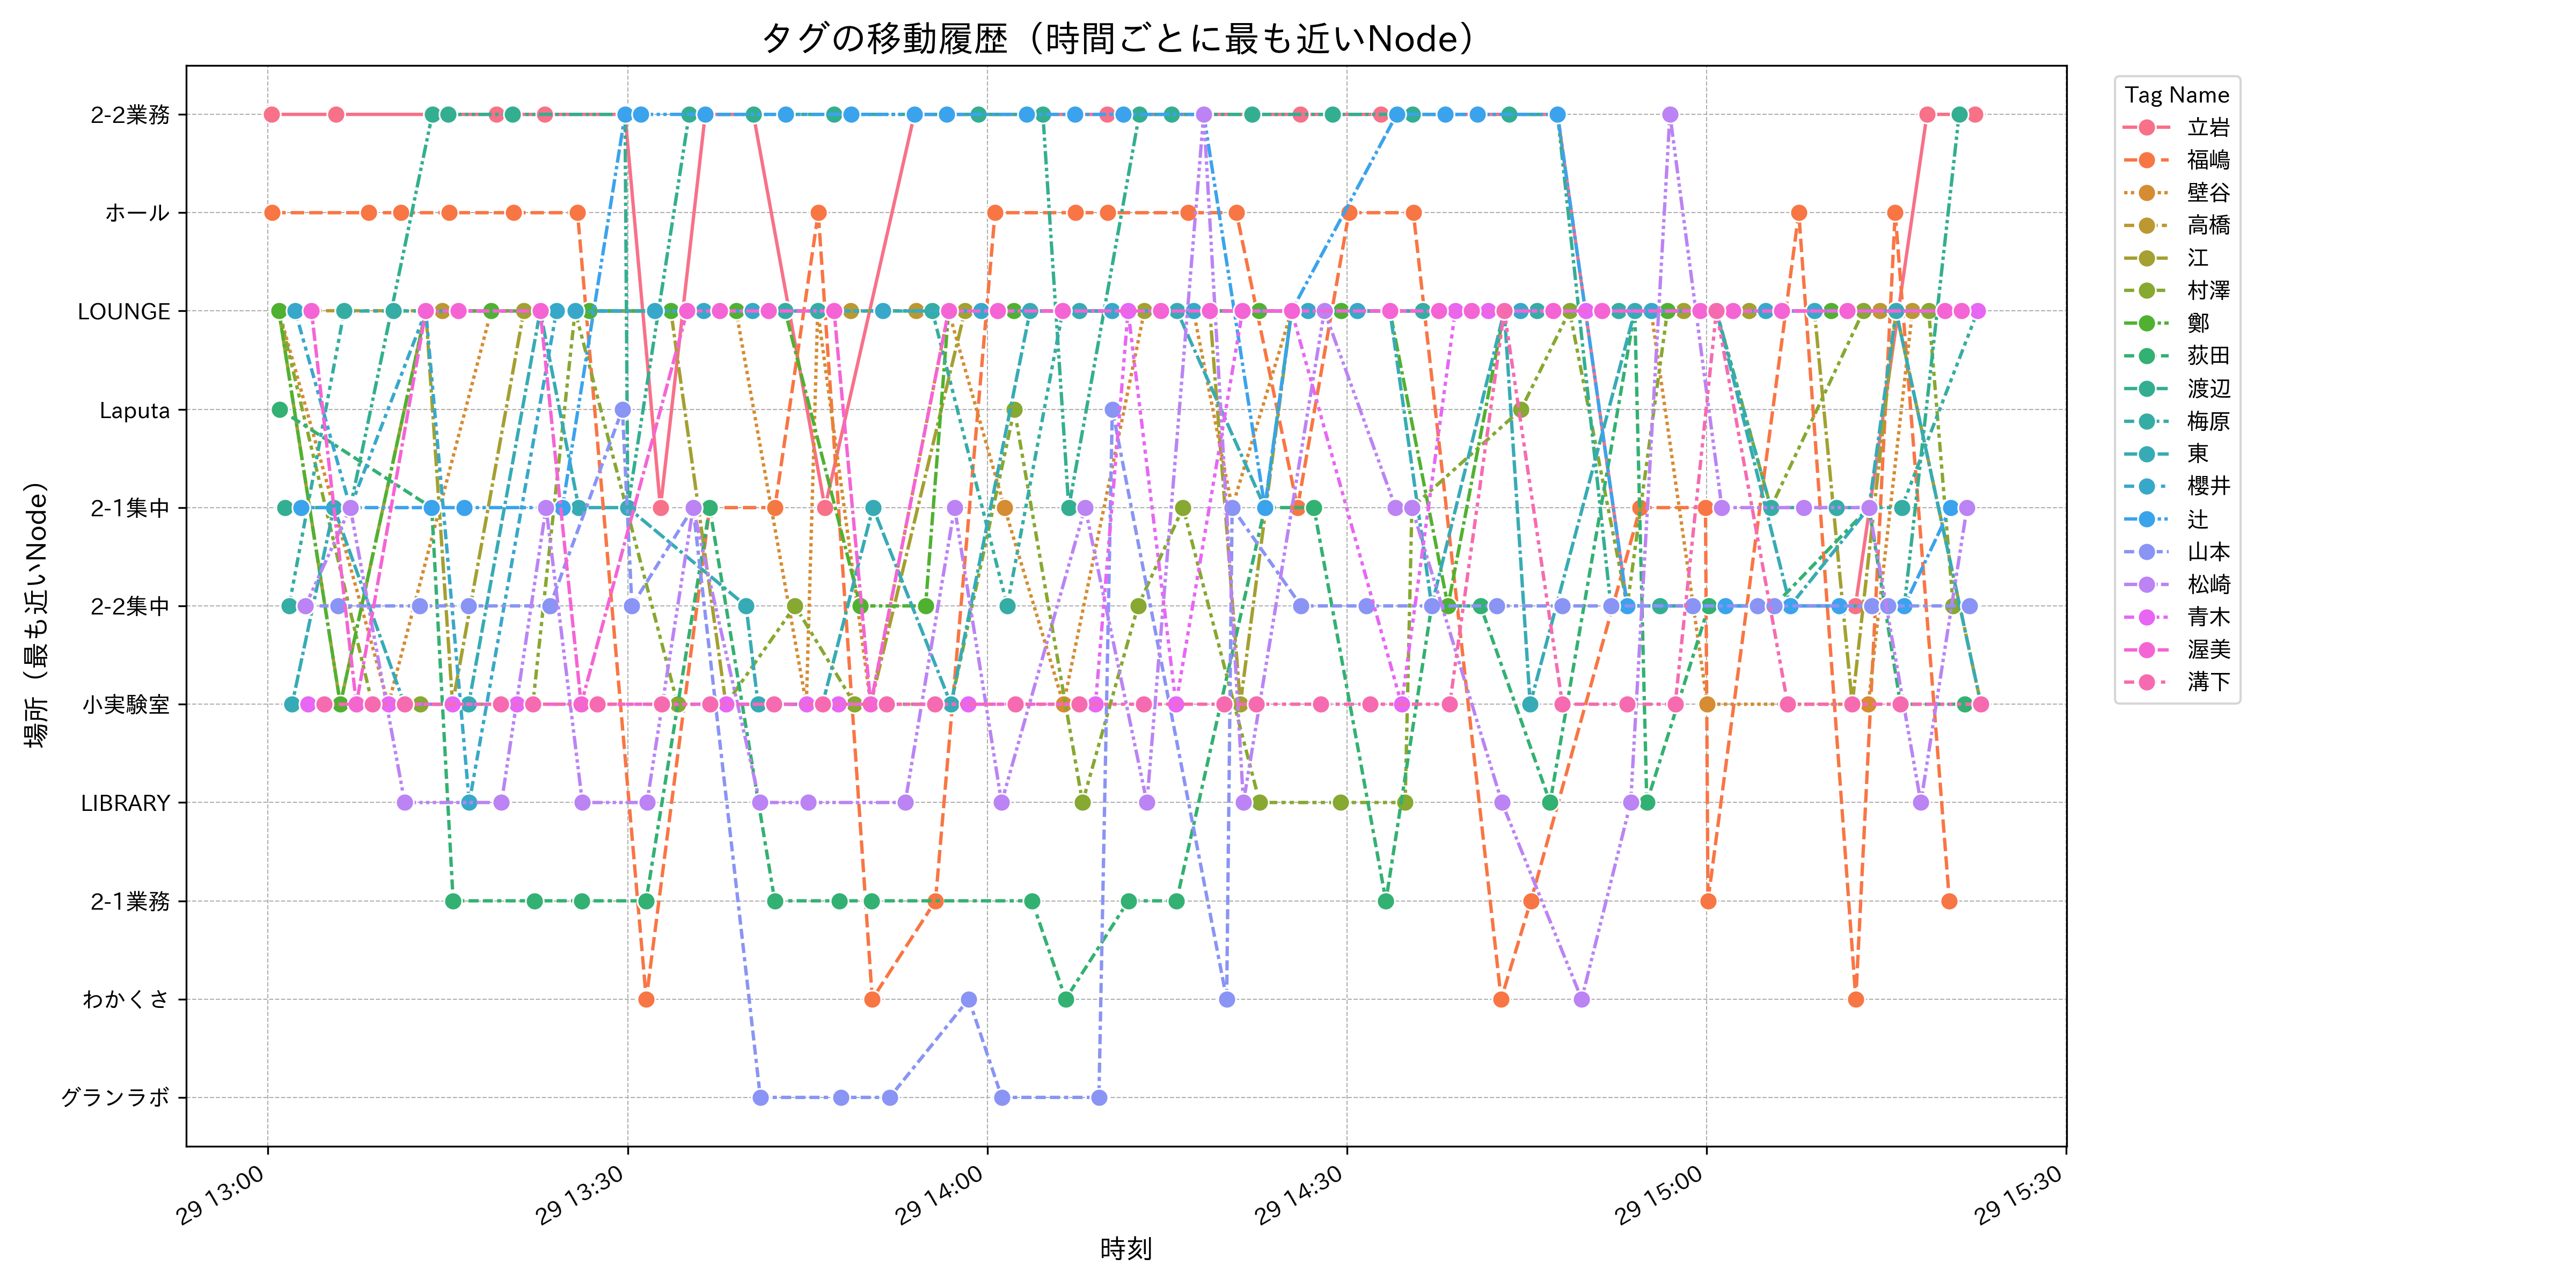 タグの移動履歴（時間ごとに最も近いNode）
場所（最も近いNode）
2-2業務
ホール
LOUNGE
Laputa
2-1集中
2-2集中
小実験室
LIBRARY
2-1業務
わかくさ
グランラボ
29 13:00
29 13:30
29 14:00
29 14:30
29 15:00
29 15:30
時刻
Tag Name
立岩
福嶋
壁谷
高橋
江
村澤
鄭
荻田
渡辺
梅原
東
櫻井
辻
山本
松崎
青木
渥美
溝下